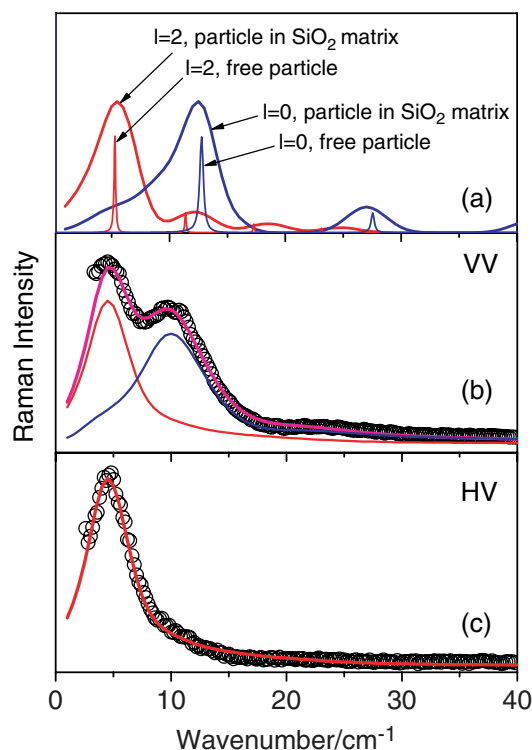 l=2, particle in SiO2 matrix
l=2, free particle
l=0, particle in SiO2 matrix
l=0, free particle
(a)
VV
(b)
HV
(c)
Raman Intensity
0 10 20 30 40
Wavenumber/cm-1